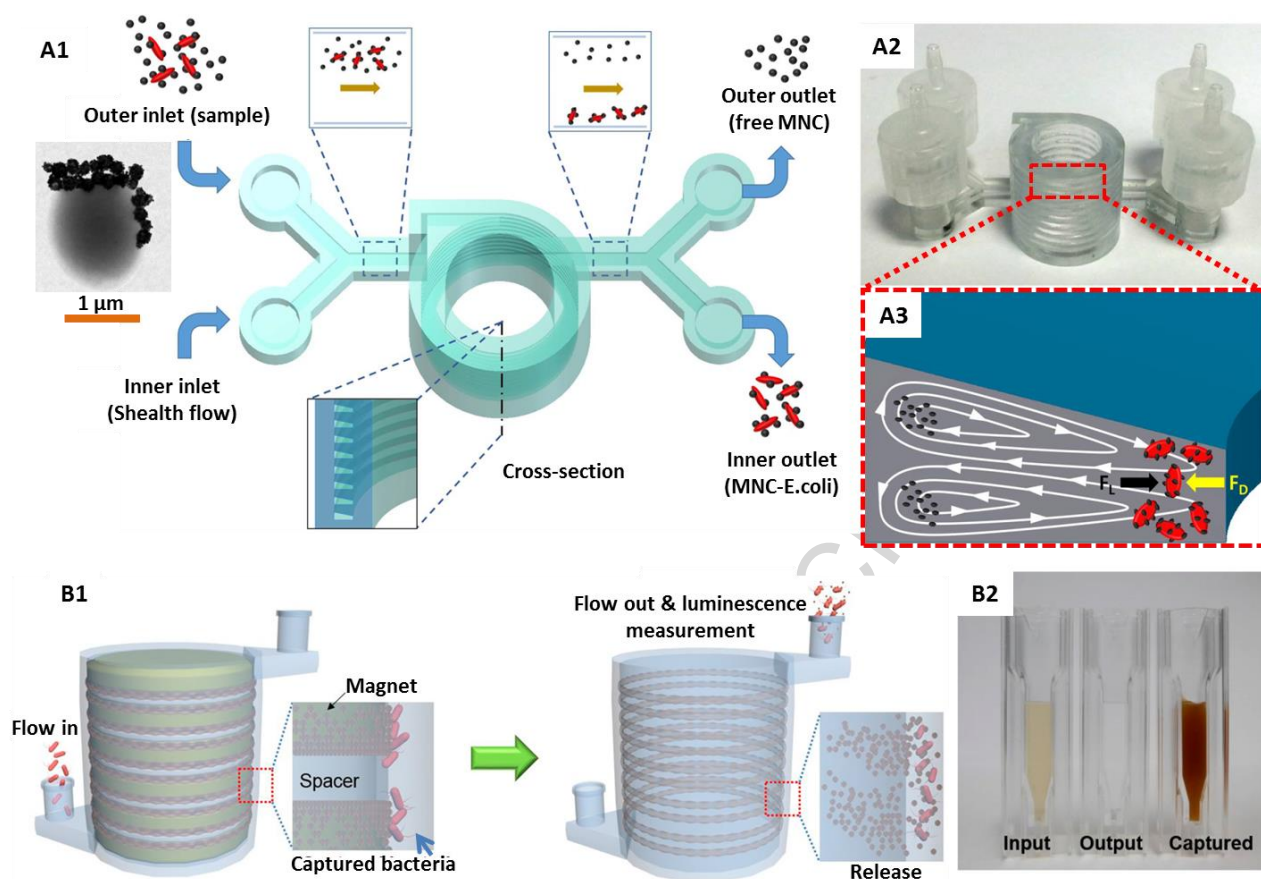 A1
Outer inlet (sample)
1 µm
Inner inlet
(Shealth flow)
Cross-section
Outer outlet
(free MNC)
Inner outlet
(MNC-E.coli)
A2
A3
F_L
F_D
B1
Flow in
Magnet
Spacer
Captured bacteria
Flow out & luminescence
measurement
Release
B2
Input Output Captured